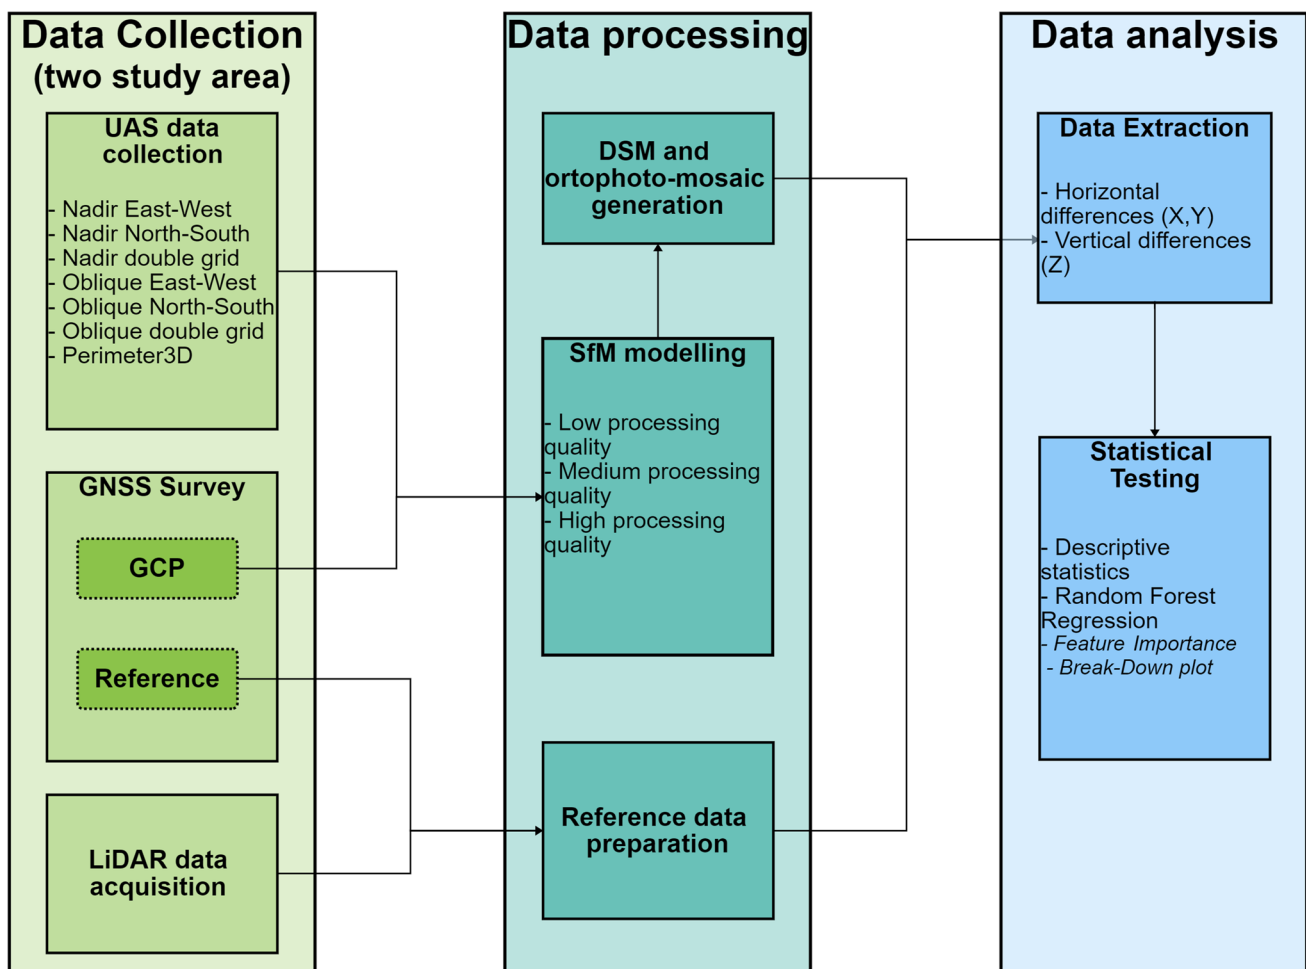 Data Collection
(two study area)
UAS data
collection
- Nadir East-West
- Nadir North-South
- Nadir double grid
- Oblique East-West
- Oblique North-South
- Oblique double grid
- Perimeter3D
GNSS Survey
GCP
Reference
LiDAR data
acquisition
Data processing
DSM and
ortophoto-mosaic
generation
SfM modelling
- Low processing
quality
- Medium processing
quality
- High processing
quality
Reference data
preparation
Data analysis
Data Extraction
- Horizontal
differences (X,Y)
- Vertical differences
(Z)
Statistical
Testing
- Descriptive
statistics
- Random Forest
Regression
- Feature Importance
- Break-Down plot